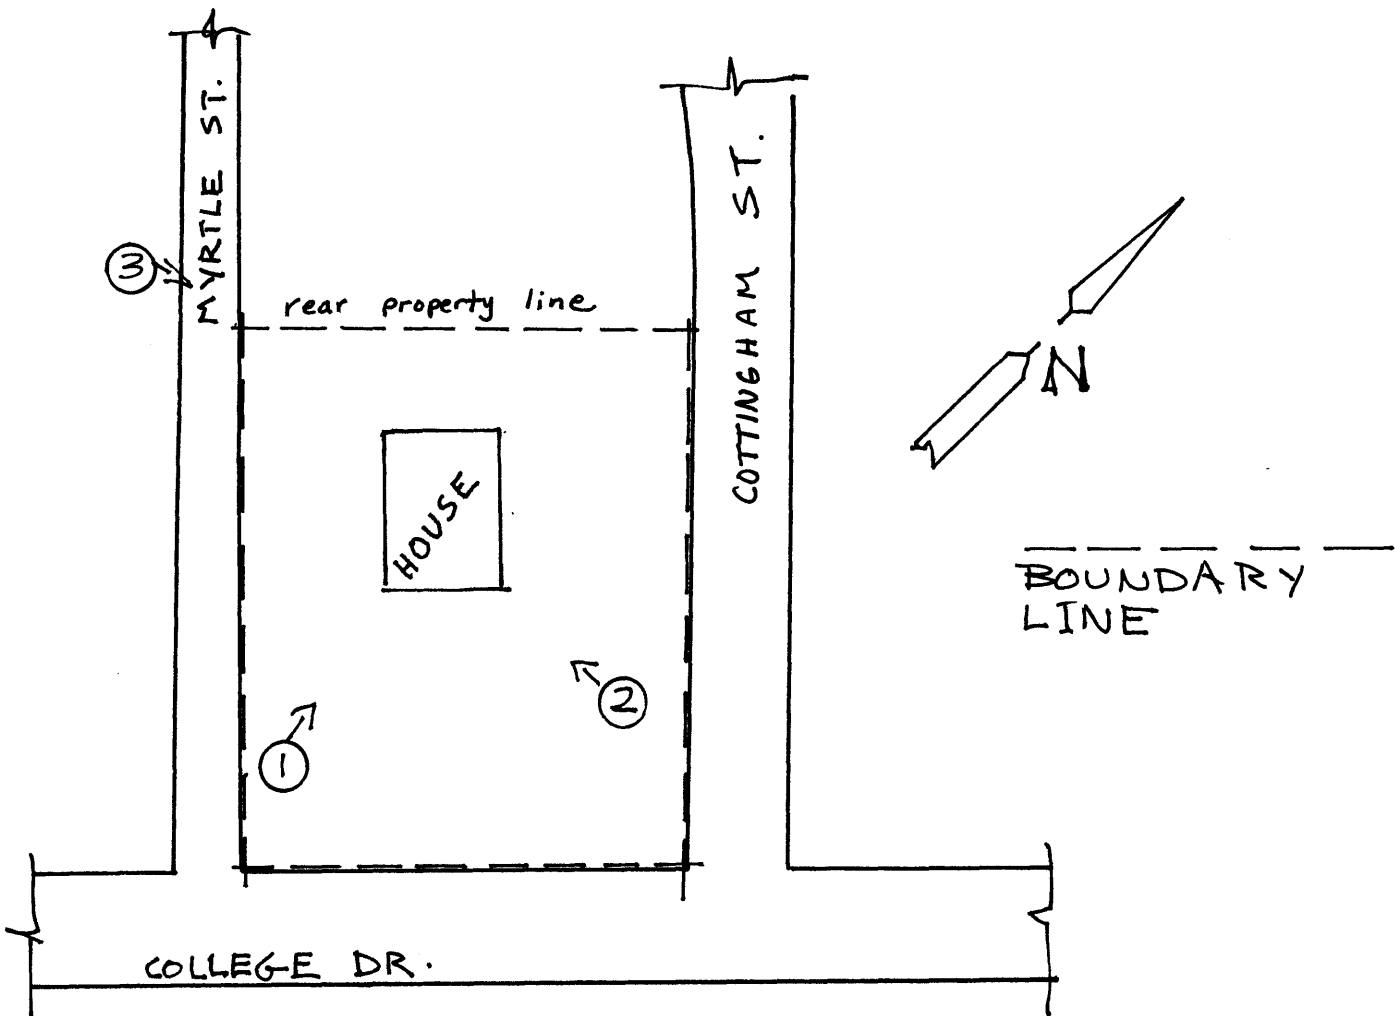 MYRTLE ST.
COTTINGHAM ST.
3
rear property line
N
HOUSE
BOUNDARY
LINE
2
1
COLLEGE DR.